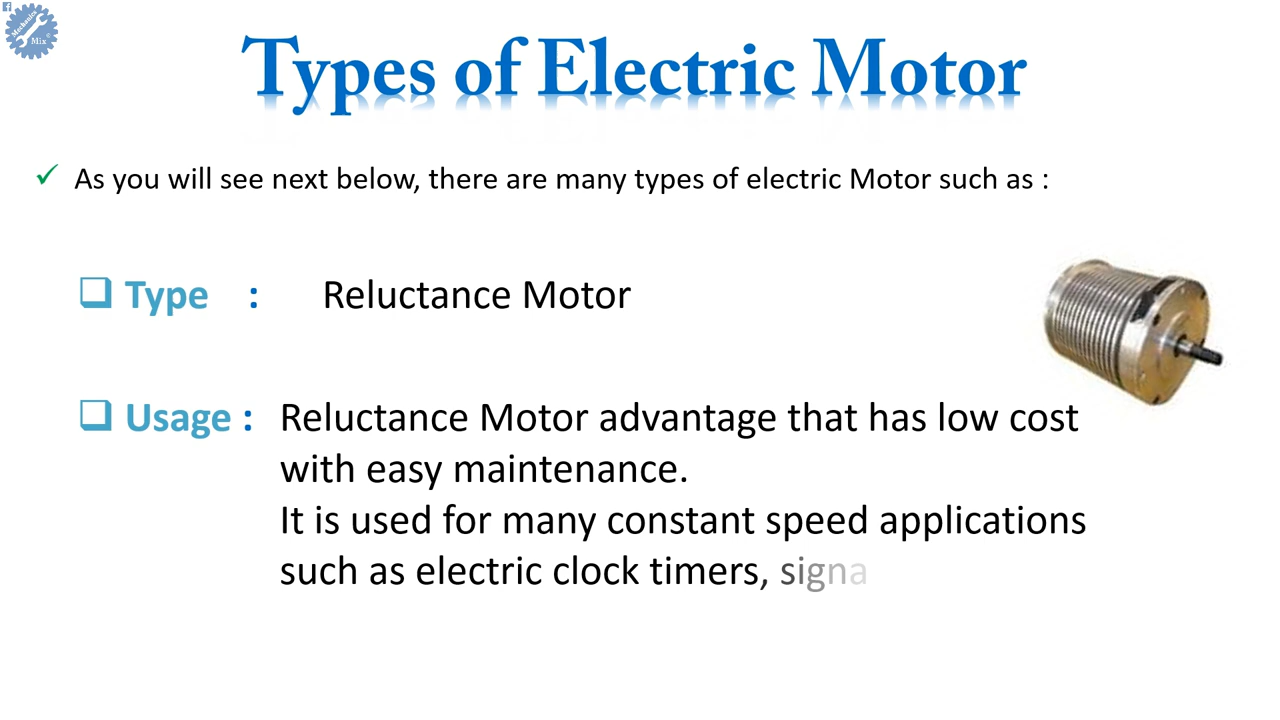 Mechanics
Mix
Types of Electric Motor
As you will see next below, there are many types of electric Motor such as :
Type : Reluctance Motor
Usage : Reluctance Motor advantage that has low cost
with easy maintenance.
It is used for many constant speed applications
such as electric clock timers, signa